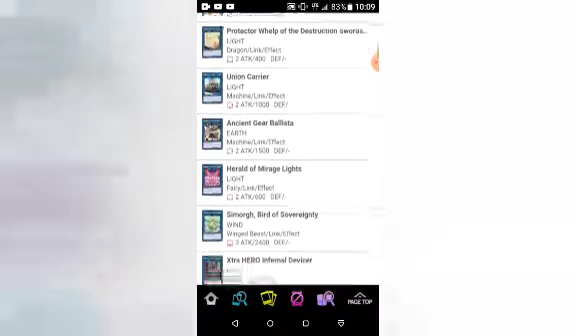 83% 10:09
Protector Whelp of the Destruction Swords...
LIGHT
Dragon/Link/Effect
2 ATK/400 DEF/-
Union Carrier
LIGHT
Machine/Link/Effect
2 ATK/1000 DEF/
Ancient Gear Ballista
EARTH
Machine/Link/Effect
2 ATK/1500 DEF/-
Herald of Mirage Lights
LIGHT
Fairy/Link/Effect
2 ATK/600 DEF/-
Simorgh, Bird of Sovereignty
WIND
Winged Beast/Link/Effect
3 ATK/2400 DEF/-
Xtra HERO Infernal Devicer
PAGE TOP